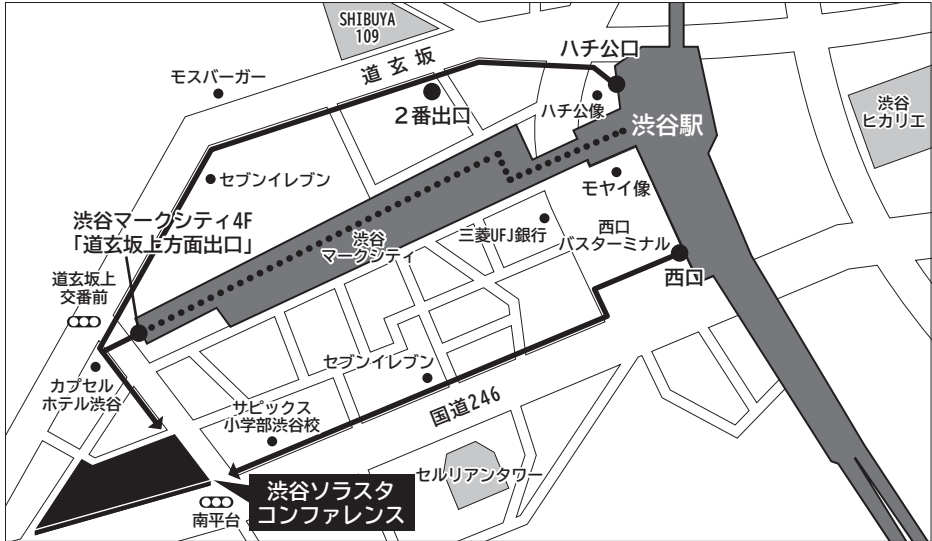 SHIBUYA
109
ハチ公口
道玄坂
モスバーガー
2番出口
ハチ公像
渋谷駅
渋谷
ヒカリエ
セブンイレブン
モヤイ像
渋谷マークシティ4F
「道玄坂上方面出口」
渋谷
マークシティ
三菱UFJ銀行
西口
バスターミナル
西口
道玄坂上
交番前
セブンイレブン
カプセル
ホテル渋谷
サピックス
小学部渋谷校
国道246
セルリアンタワー
渋谷ソラスタ
コンファレンス
南平台